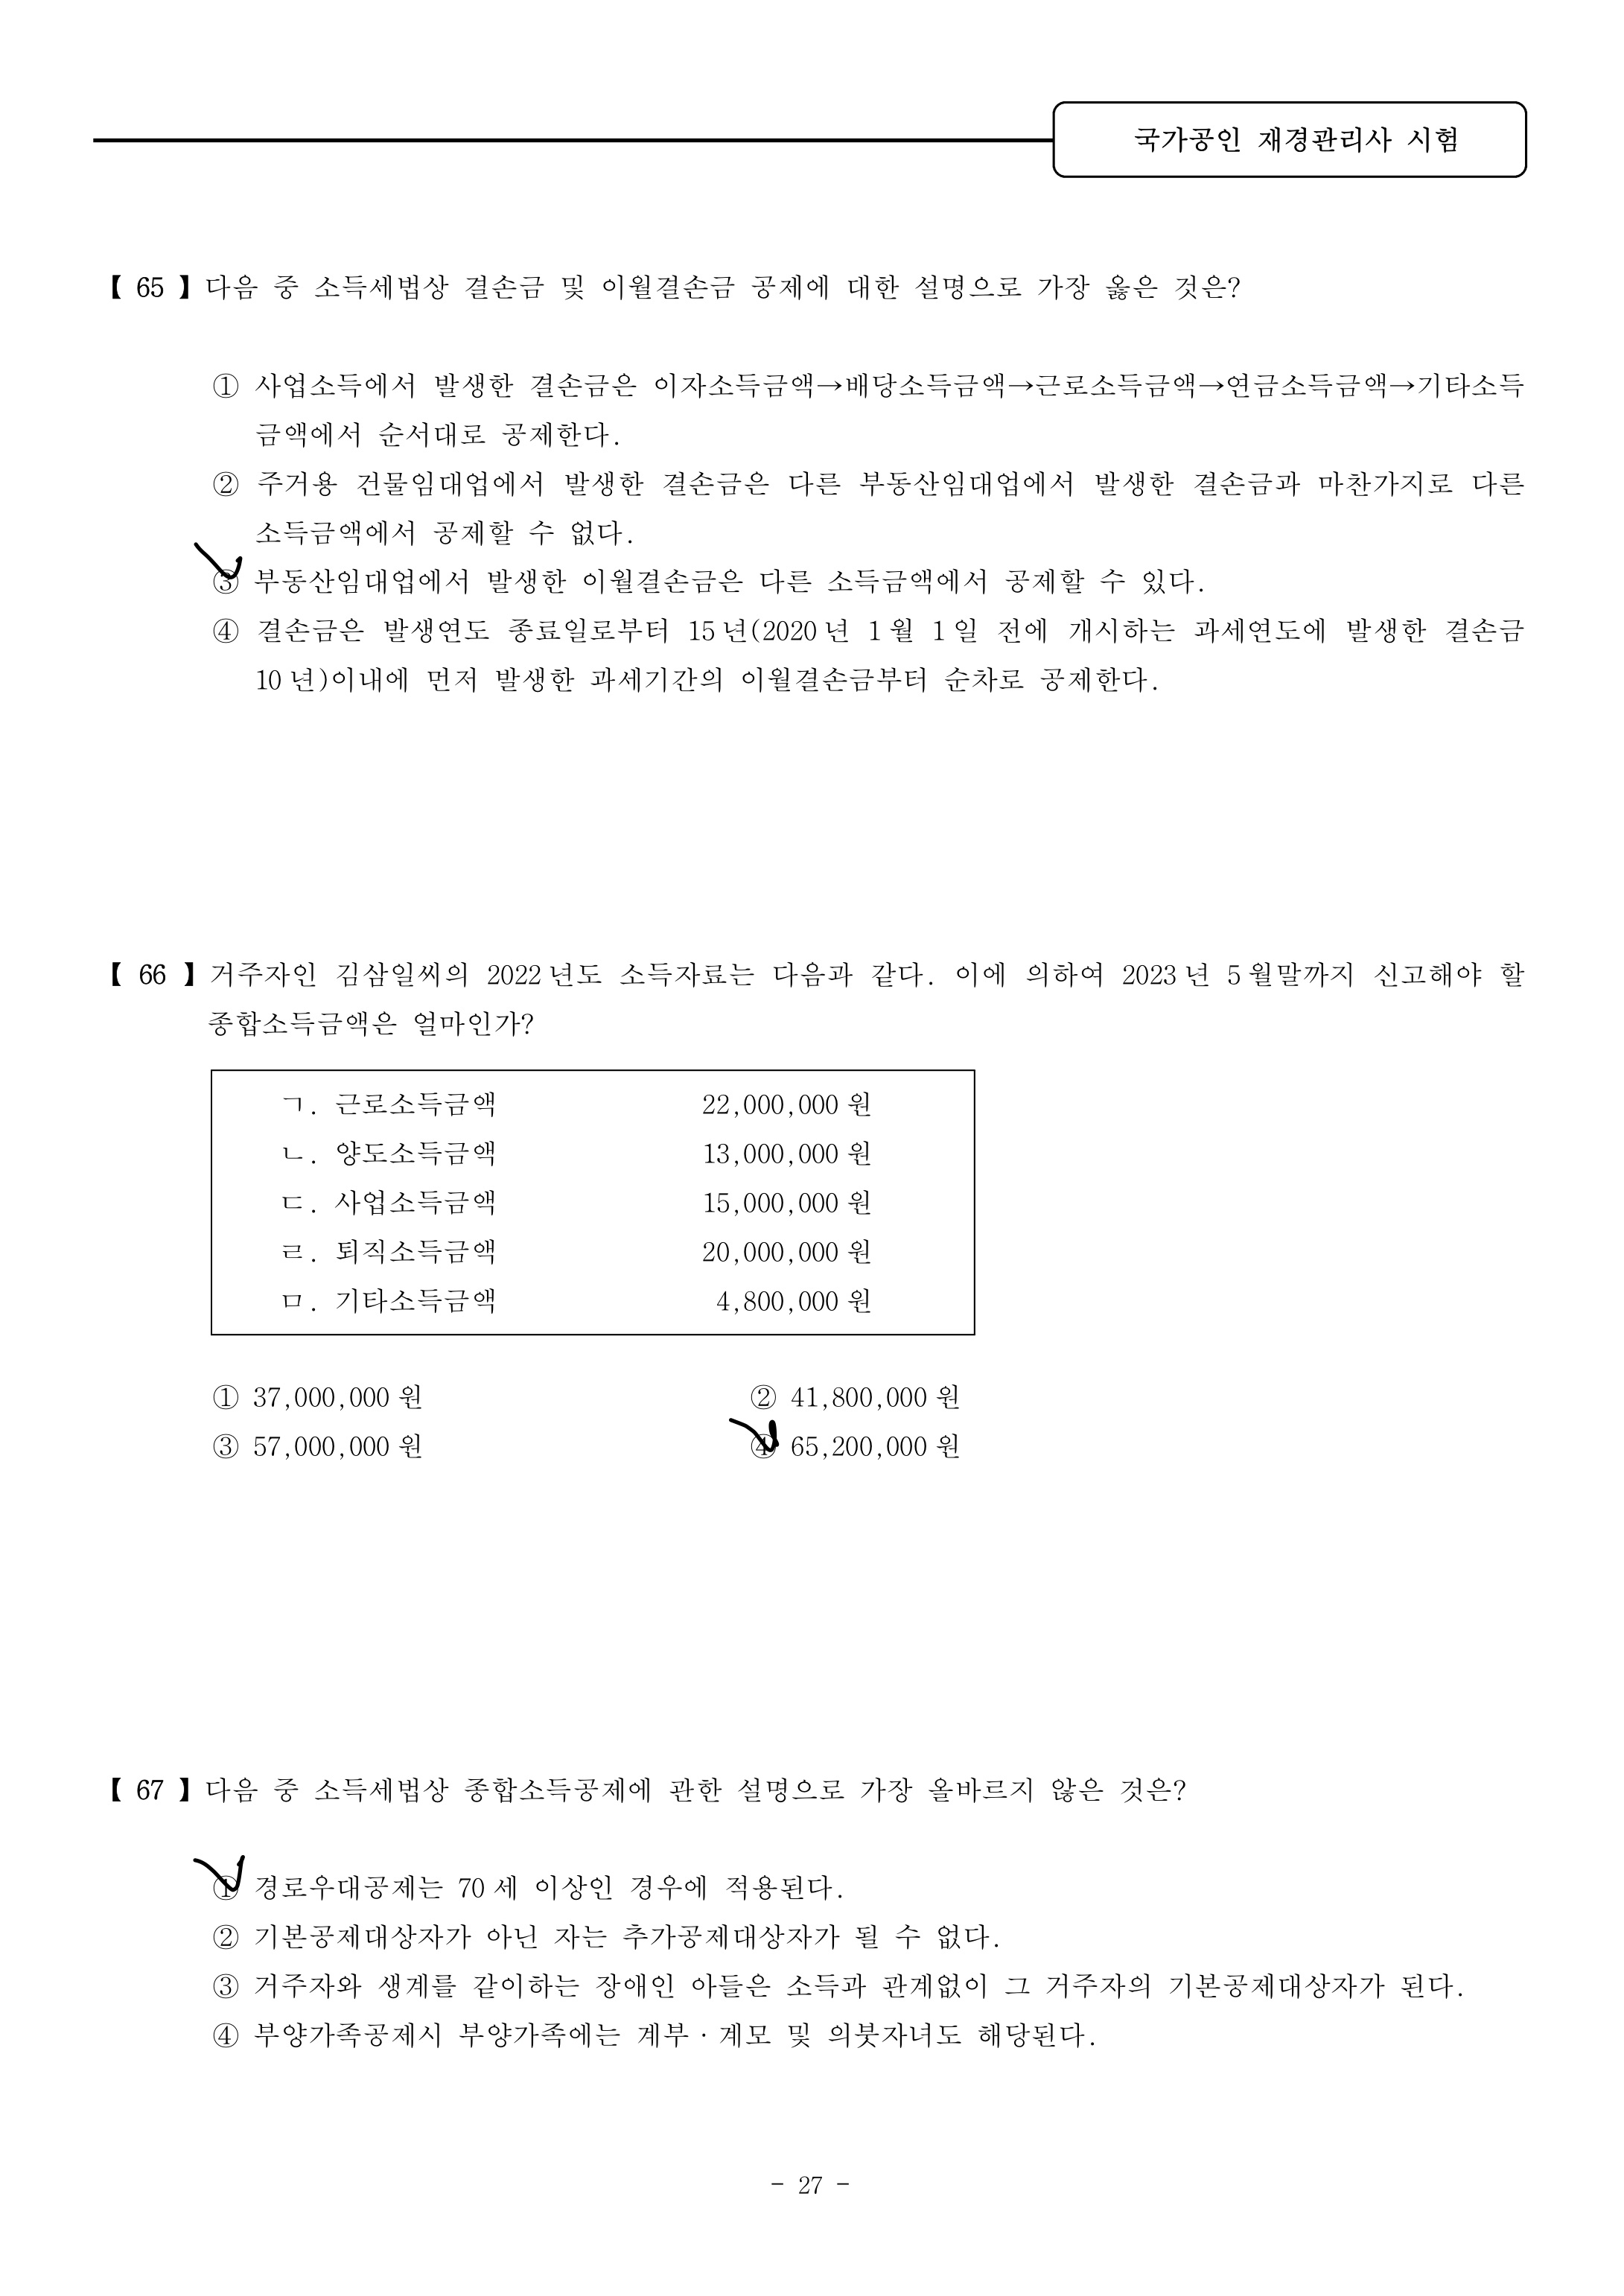 국가공인 재경관리사 시험
【 65 】 다음 중 소득세법상 결손금 및 이월결손금 공제에 대한 설명으로 가장 옳은 것은?
① 사업소득에서 발생한 결손금은 이자소득금액→배당소득금액→근로소득금액→연금소득금액→기타소득
금액에서 순서대로 공제한다.
② 주거용 건물임대업에서 발생한 결손금은 다른 부동산임대업에서 발생한 결손금과 마찬가지로 다른
소득금액에서 공제할 수 없다.
③ 부동산임대업에서 발생한 이월결손금은 다른 소득금액에서 공제할 수 있다.
④ 결손금은 발생연도 종료일로부터 15년(2020년 1월 1일 전에 개시하는 과세연도에 발생한 결손금
10년)이내에 먼저 발생한 과세기간의 이월결손금부터 순차로 공제한다.
【 66 】 거주자인 김삼일씨의 2022년도 소득자료는 다음과 같다. 이에 의하여 2023년 5월말까지 신고해야 할
종합소득금액은 얼마인가?
ㄱ. 근로소득금액 22,000,000원
ㄴ. 양도소득금액 13,000,000원
ㄷ. 사업소득금액 15,000,000원
ㄹ. 퇴직소득금액 20,000,000원
ㅁ. 기타소득금액 4,800,000원
① 37,000,000원 ② 41,800,000원
③ 57,000,000원 ④ 65,200,000원
【 67 】 다음 중 소득세법상 종합소득공제에 관한 설명으로 가장 올바르지 않은 것은?
① 경로우대공제는 70세 이상인 경우에 적용된다.
② 기본공제대상자가 아닌 자는 추가공제대상자가 될 수 없다.
③ 거주자와 생계를 같이하는 장애인 아들은 소득과 관계없이 그 거주자의 기본공제대상자가 된다.
④ 부양가족공제시 부양가족에는 계부·계모 및 의붓자녀도 해당된다.
- 27 -